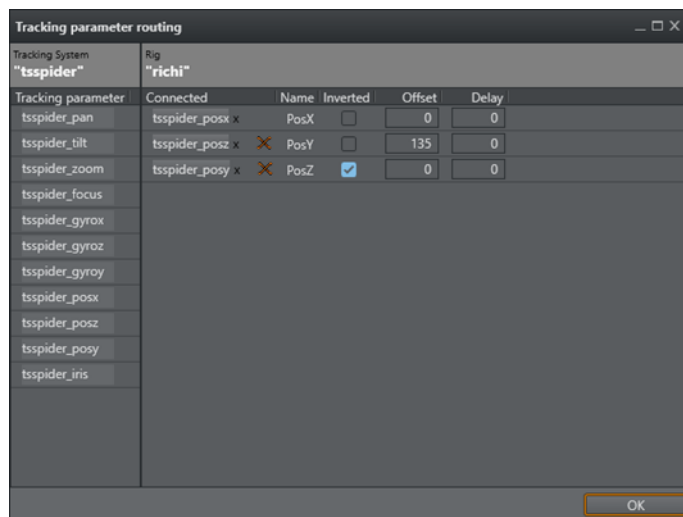 Tracking parameter routing
Tracking System
"tsspider"
Rig
"richi"
Tracking parameter Connected Name Inverted Offset Delay
tsspider_pan tsspider_posx x PosX 0 0
tsspider_tilt tsspider_posz x PosY 135 0
tsspider_zoom tsspider_posy x PosZ 0 0
tsspider_focus
tsspider_gyrox
tsspider_gyroz
tsspider_gyroy
tsspider_posx
tsspider_posz
tsspider_posy
tsspider_iris
OK